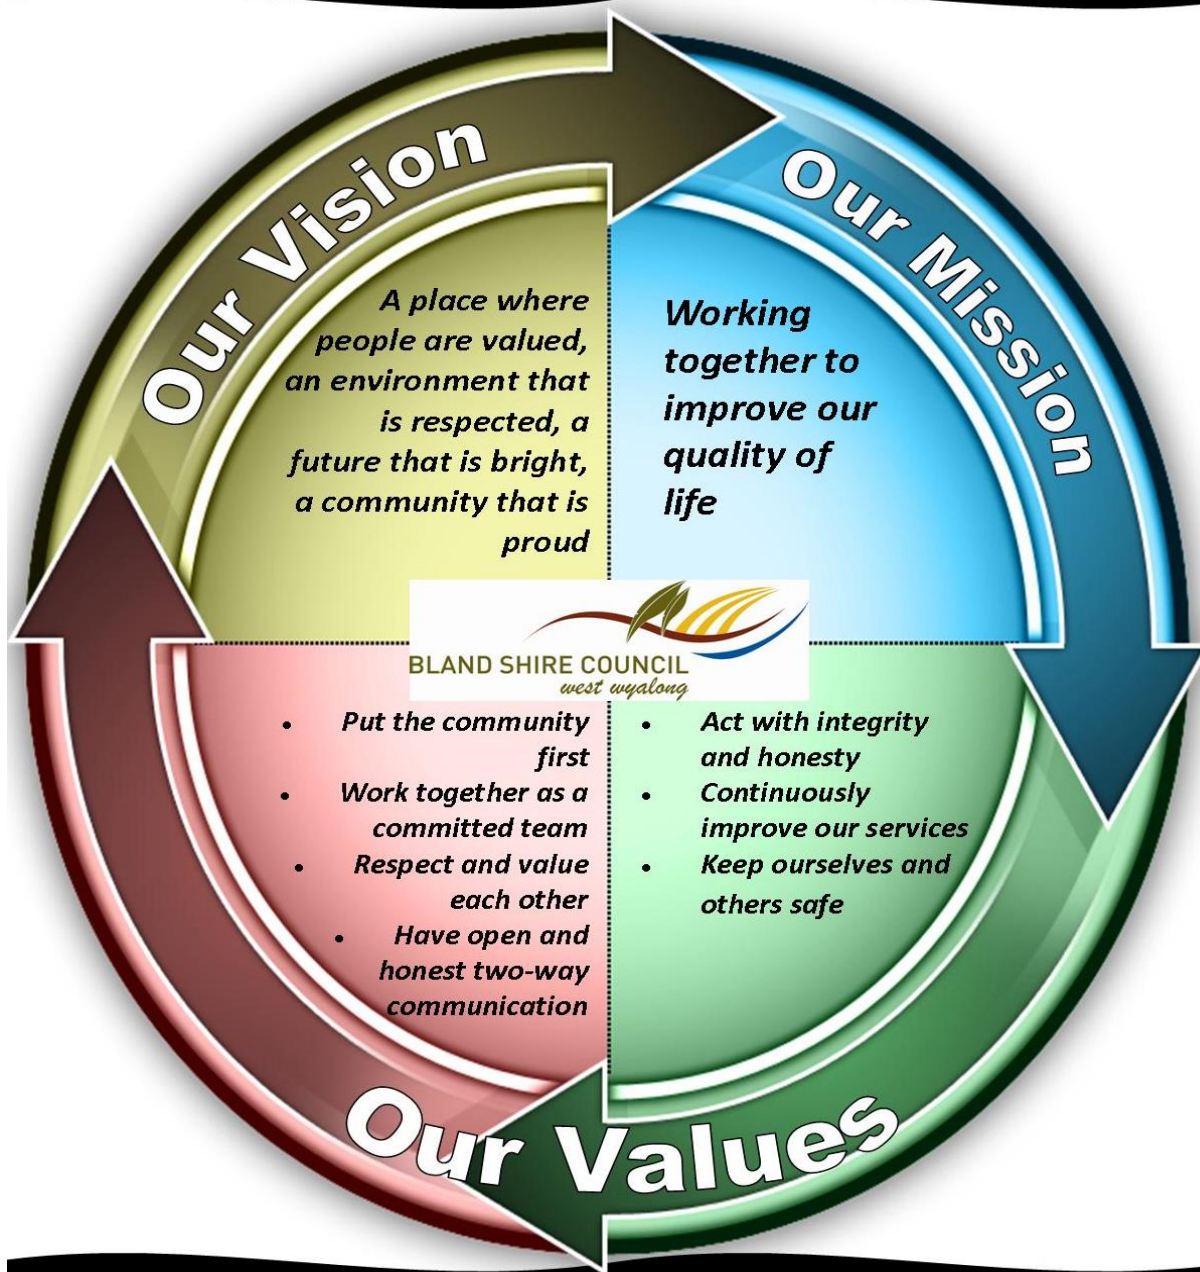 Our Vision
A place where
people are valued,
an environment that
is respected, a
future that is bright,
a community that is
proud
Our Mission
Working
together to
improve our
quality of
life
BLAND SHIRE COUNCIL
west wyalong
• Put the community
first
• Work together as a
committed team
• Respect and value
each other
• Have open and
honest two-way
communication
• Act with integrity
and honesty
• Continuously
improve our services
• Keep ourselves and
others safe
Our Values